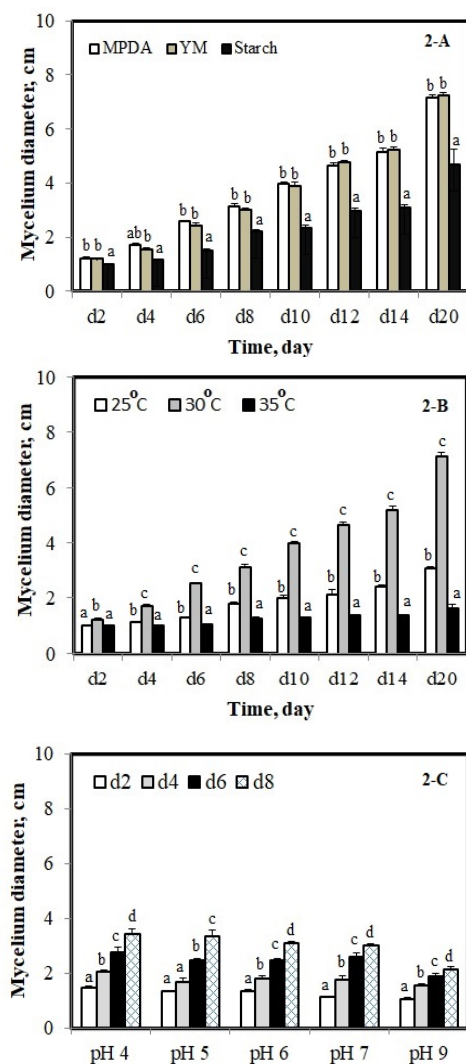 2-A
MPDA YM Starch
Mycelium diameter, cm
10
8
6
4
2
0
b b a
ab b a
b b a
b b a
b b a
b b a
b b a
b b a
d2 d4 d6 d8 d10 d12 d14 d20
Time, day
2-B
25°C 30°C 35°C
Mycelium diameter, cm
10
8
6
4
2
0
a b a
b c a
b c a
b c a
b c a
b c a
b c a
b c a
d2 d4 d6 d8 d10 d12 d14 d20
Time, day
2-C
d2 d4 d6 d8
Mycelium diameter, cm
10
8
6
4
2
0
a b c d
a a b c
a b c d
a b c d
a b c d
pH 4 pH 5 pH 6 pH 7 pH 9